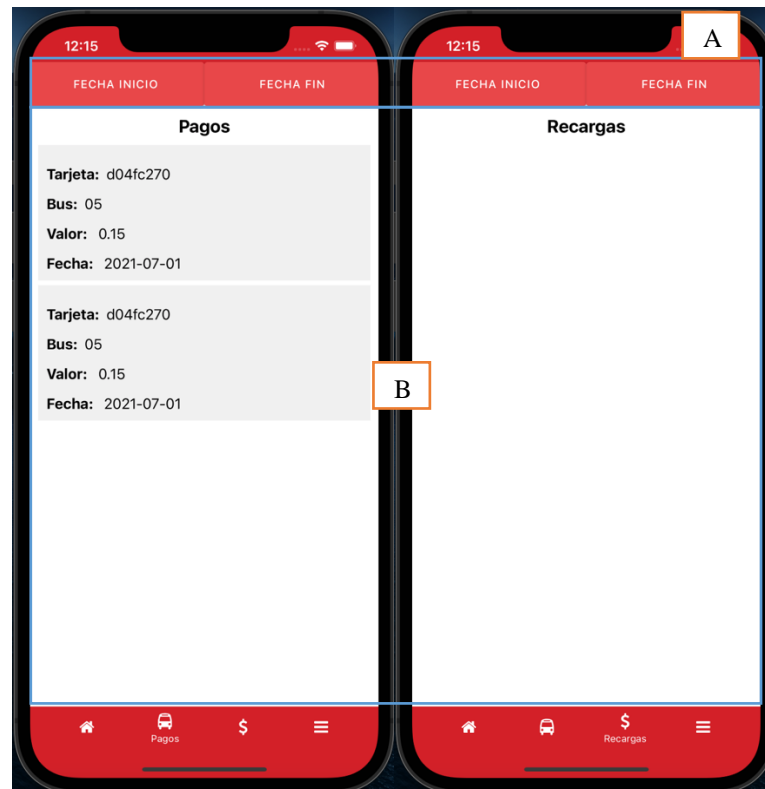 12:15
FECHA INICIO FECHA FIN
Pagos
Tarjeta: d04fc270
Bus: 05
Valor: 0.15
Fecha: 2021-07-01
Tarjeta: d04fc270
Bus: 05
Valor: 0.15
Fecha: 2021-07-01
Pagos
$
12:15
A
FECHA INICIO FECHA FIN
Recargas
B
$
Recargas